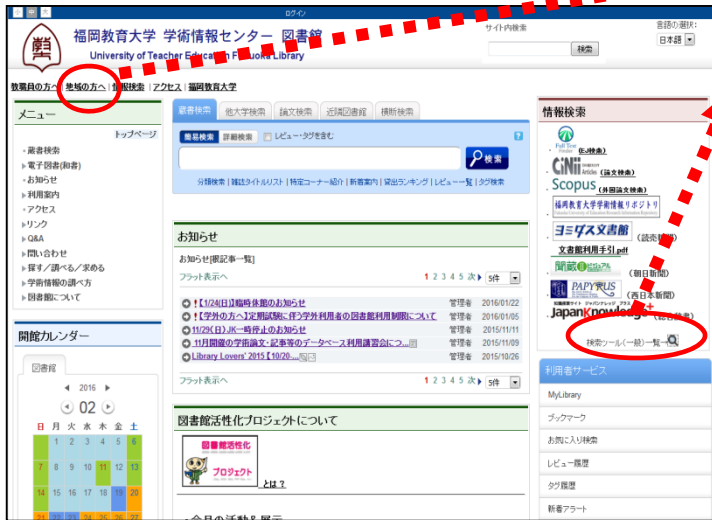 小 中 大
ログイン
福岡教育大学 学術情報センター 図書館
University of Teacher Education Fukuoka Library
サイト内検索
検索
言語の選択:
日本語
教職員の方へ | 地域の方へ | 情報検索 | アクセス | 福岡教育大学
メニュー
トップページ
蔵書検索
電子図書(和書)
お知らせ
利用案内
アクセス
リンク
Q&A
問い合わせ
探す／調べる／求める
学術情報の調べ方
図書館について
開館カレンダー
図書館
2016
02
日 月 火 水 木 金 土
1 2 3 4 5 6
7 8 9 10 11 12 13
14 15 16 17 18 19 20
21 22 23 24 25 26 27
蔵書検索 他大学検索 論文検索 近隣図書館 横断検索
簡易検索 詳細検索 レビュー・タグを含む
検索
分類検索 | 雑誌タイトルリスト | 特定コーナー紹介 | 新着案内 | 貸出ランキング | レビュー一覧 | タグ検索
お知らせ
お知らせ[既記事一覧]
フラット表示へ
1 2 3 4 5 次 5件
！【1/24(日)】臨時休館のお知らせ 管理者 2016/01/22
！【学外の方へ】定期試験に伴う学外利用者の図書館利用制限について 管理者 2016/01/05
11/29(日) JK一時停止のお知らせ 管理者 2015/11/11
11月開催の学術論文・記事等のデータベース利用講習会につ... 管理者 2015/11/09
Library Lovers' 2015【10/20-... 管理者 2015/10/26
フラット表示へ
1 2 3 4 5 次 5件
図書館活性化プロジェクトについて
図書館活性化
プロジェクト
とは？
今月の活動&展示
情報検索
Full Text
Finder (EJ検索)
CiNii Articles (論文検索)
Scopus (外国論文検索)
福岡教育大学学術情報リポジトリ
ヨミダス文書館 (読売新聞)
文書館利用手引.pdf
聞蔵Ⅱビジュアル (朝日新聞)
PAPYRUS (西日本新聞)
JapanKnowledge+
検索ツール(一般)一覧→
利用者サービス
MyLibrary
ブックマーク
お気に入り検索
レビュー履歴
タグ履歴
新着アラート